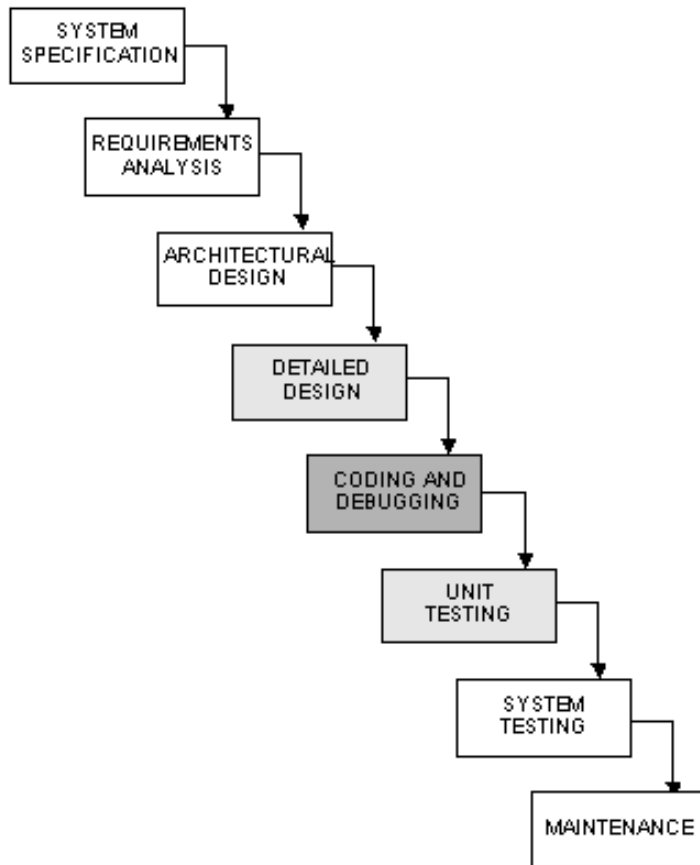 SYSTEM
SPECIFICATION
REQUIREMENTS
ANALYSIS
ARCHITECTURAL
DESIGN
DETAILED
DESIGN
CODING AND
DEBUGGING
UNIT
TESTING
SYSTEM
TESTING
MAINTENANCE